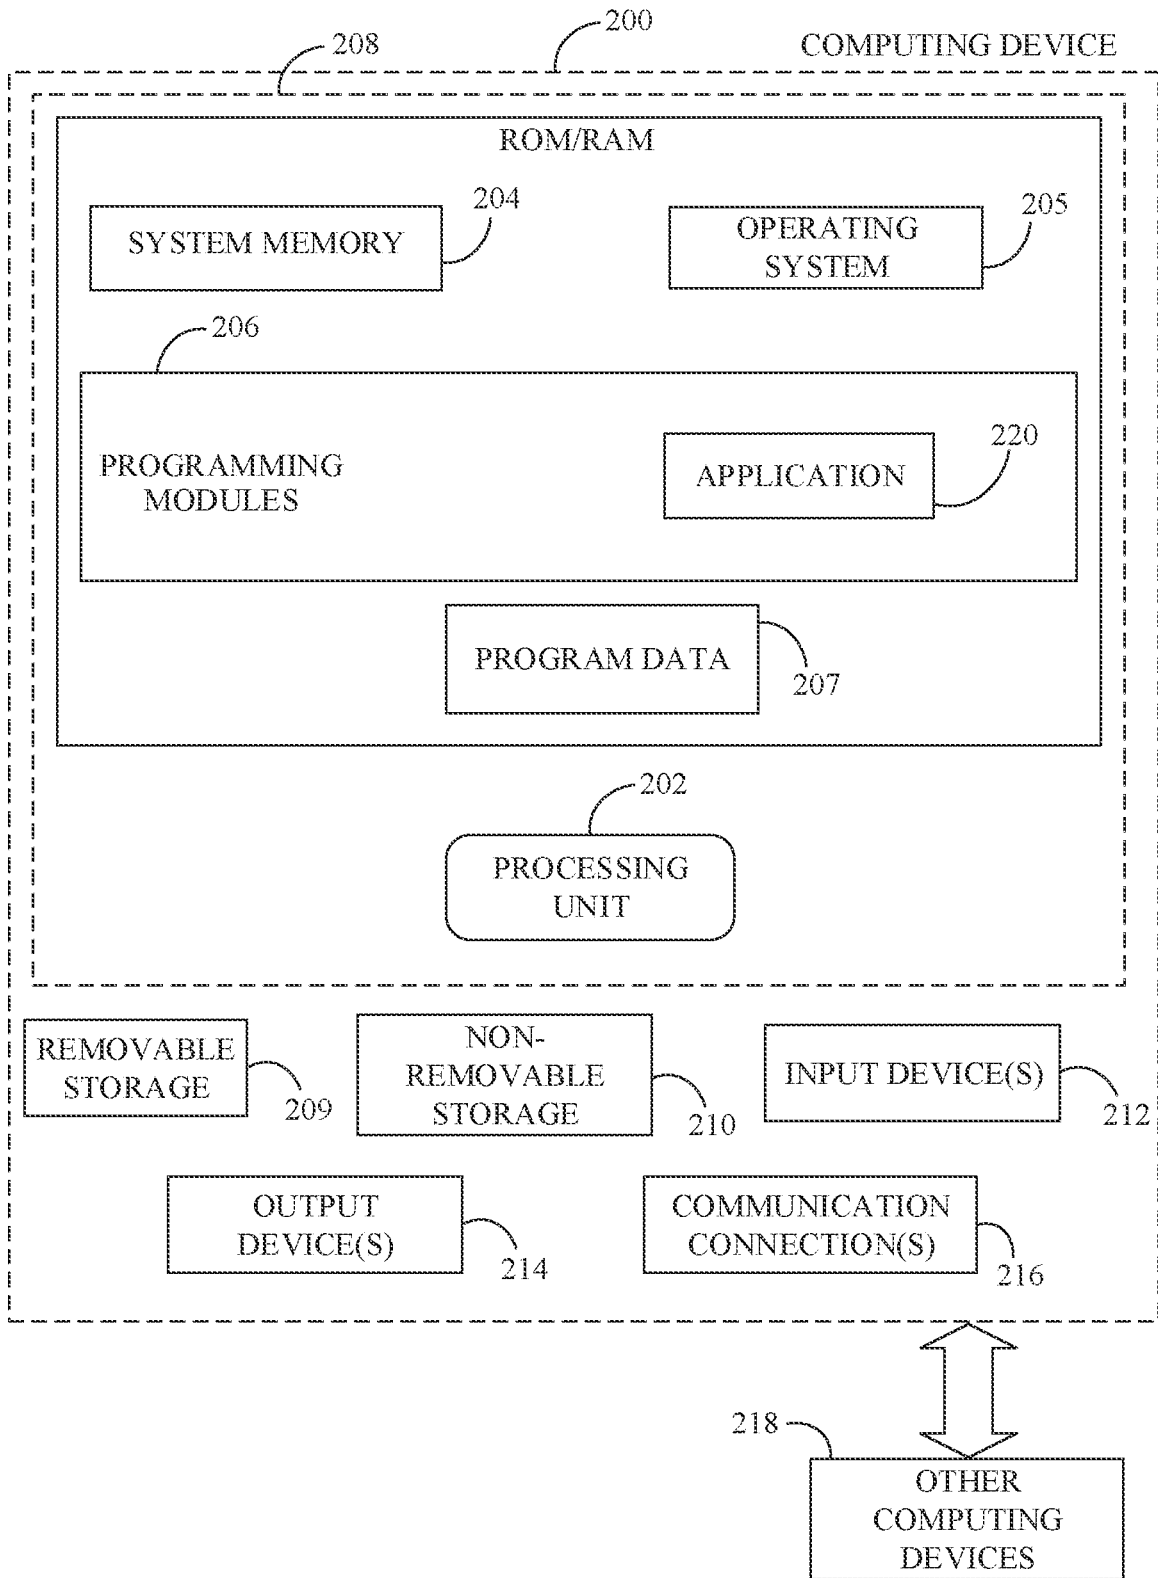 200
208
COMPUTING DEVICE
ROM/RAM
204
SYSTEM MEMORY
205
OPERATING
SYSTEM
206
PROGRAMMING
MODULES
220
APPLICATION
PROGRAM DATA
207
202
PROCESSING
UNIT
REMOVABLE
STORAGE
209
NON-
REMOVABLE
STORAGE
210
INPUT DEVICE(S)
212
OUTPUT
DEVICE(S)
214
COMMUNICATION
CONNECTION(S)
216
218
OTHER
COMPUTING
DEVICES